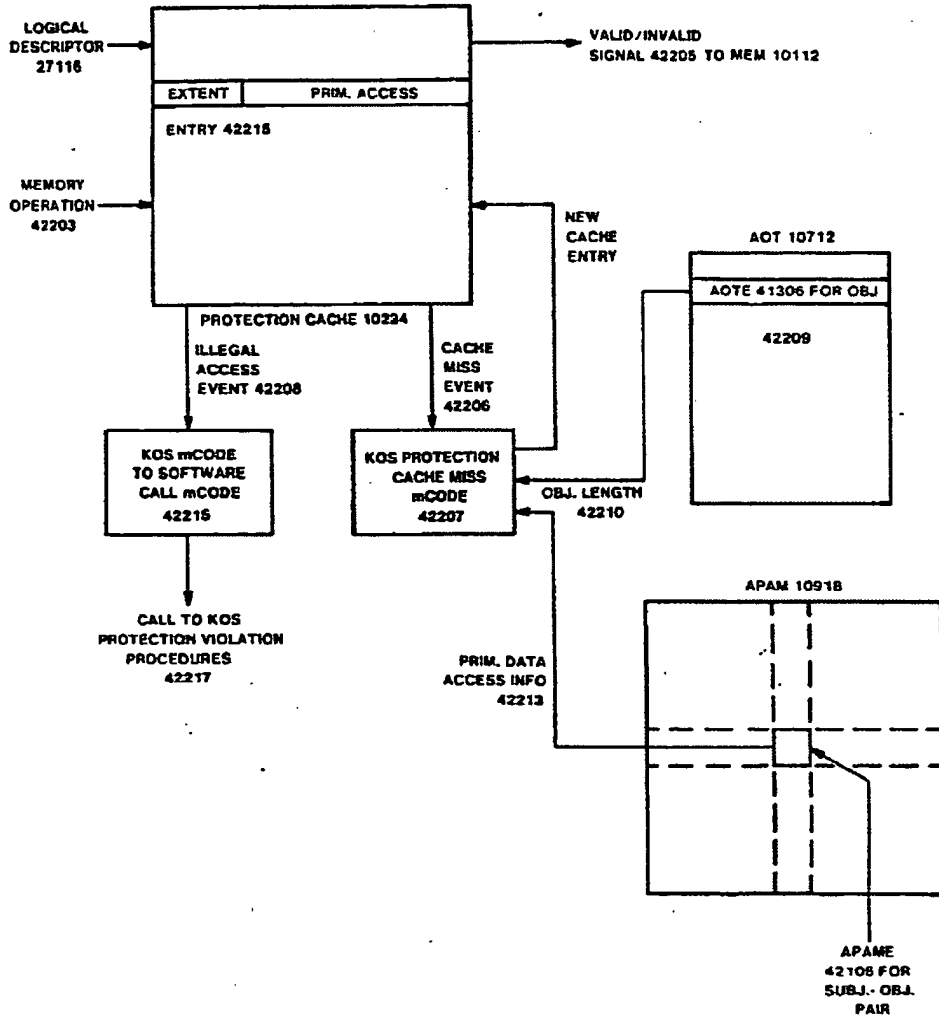 LOGICAL
DESCRIPTOR
27116
VALID/INVALID
SIGNAL 42205 TO MEM 10112
EXTENT
PRIM. ACCESS
ENTRY 42215
MEMORY
OPERATION
42203
NEW
CACHE
ENTRY
AOT 10712
AOTE 41306 FOR OBJ
42209
PROTECTION CACHE 10234
ILLEGAL
ACCESS
EVENT 42208
CACHE
MISS
EVENT
42206
KOS mCODE
TO SOFTWARE
CALL mCODE
42216
KOS PROTECTION
CACHE MISS
mCODE
42207
OBJ. LENGTH
42210
CALL TO KOS
PROTECTION VIOLATION
PROCEDURES
42217
APAM 10918
PRIM. DATA
ACCESS INFO
42213
APAME
42106 FOR
SUBJ.- OBJ.
PAIR